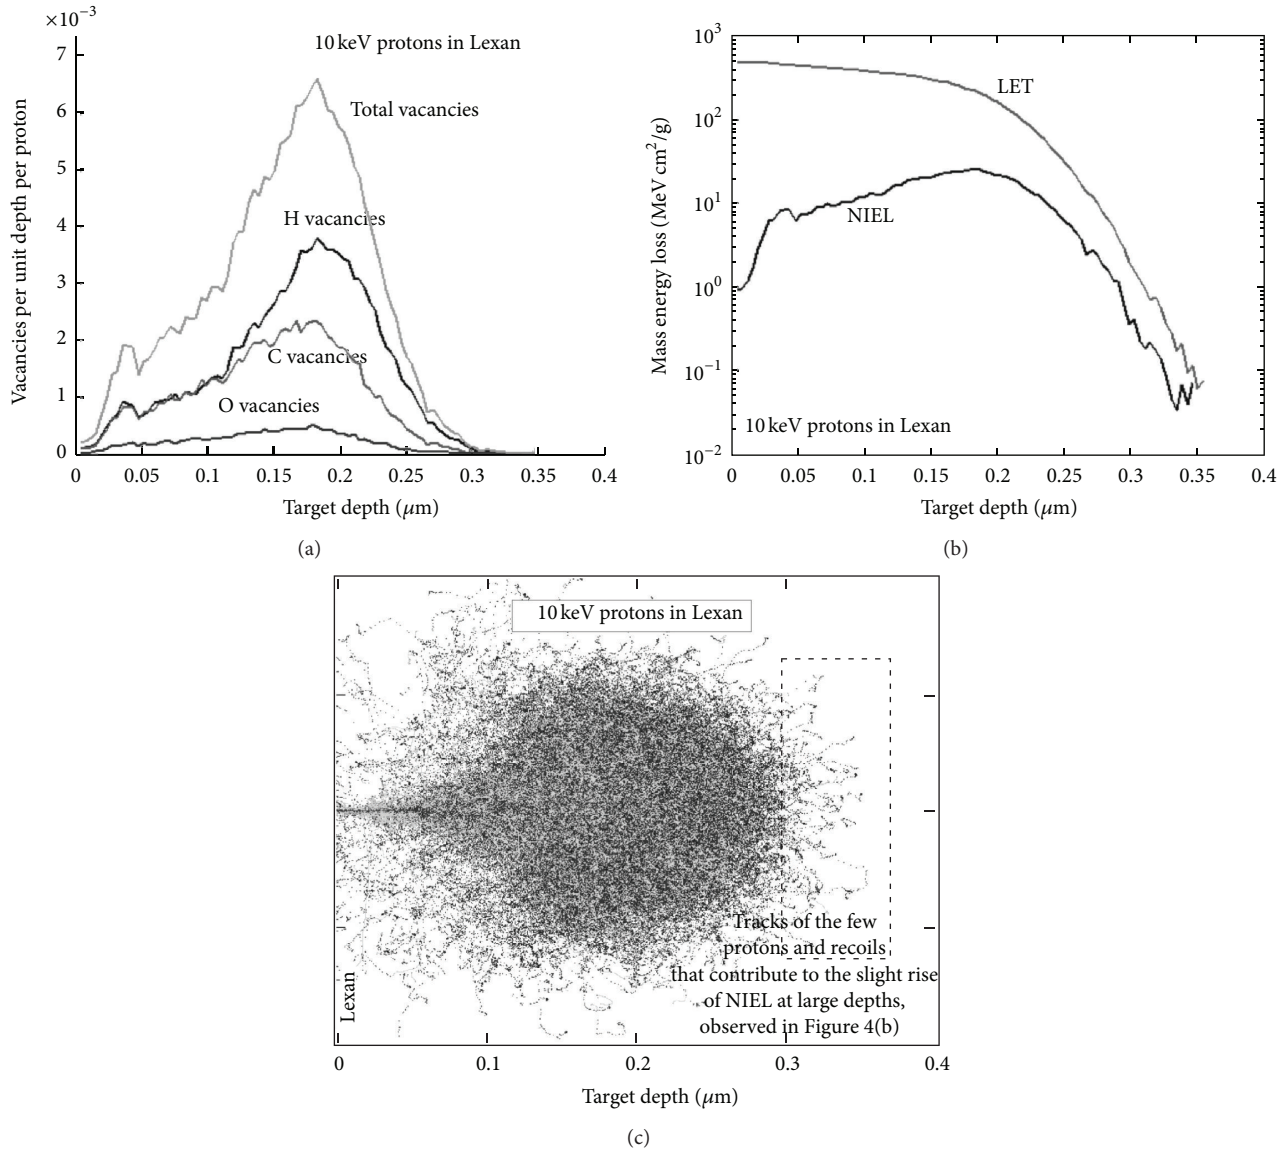 ×10⁻³
10 keV protons in Lexan
7
6
5
4
3
2
1
0
Total vacancies
H vacancies
C vacancies
O vacancies
Vacancies per unit depth per proton
0 0.05 0.1 0.15 0.2 0.25 0.3 0.35 0.4
Target depth (μm)
(a)
10³
10²
10¹
10⁰
10⁻¹
10⁻²
LET
NIEL
10 keV protons in Lexan
Mass energy loss (MeV cm²/g)
0 0.05 0.1 0.15 0.2 0.25 0.3 0.35 0.4
Target depth (μm)
(b)
10 keV protons in Lexan
Tracks of the few
protons and recoils
that contribute to the slight rise
of NIEL at large depths,
observed in Figure 4(b)
Lexan
0 0.1 0.2 0.3 0.4
Target depth (μm)
(c)